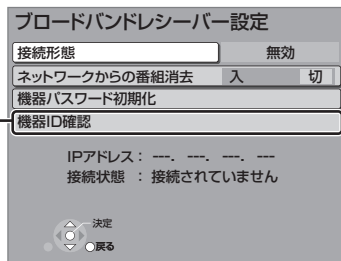 ブロードバンドレシーバー設定
接続形態 無効
ネットワークからの番組消去 入 切
機器パスワード初期化
機器ID確認
IPアドレス : ---. ---. ---. ---
接続状態 : 接続されていません
決定
戻る